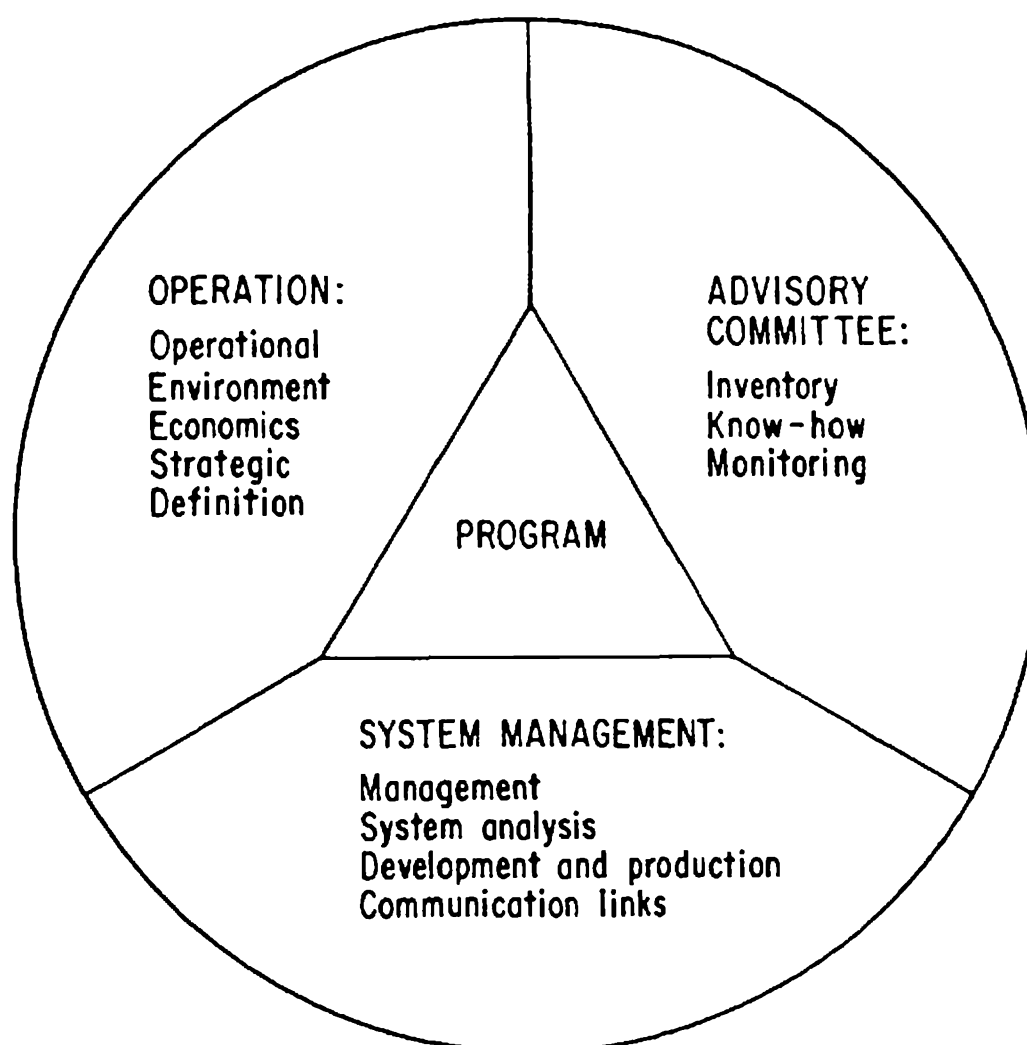 OPERATION:
Operational
Environment
Economics
Strategic
Definition
ADVISORY
COMMITTEE:
Inventory
Know-how
Monitoring
PROGRAM
SYSTEM MANAGEMENT:
Management
System analysis
Development and production
Communication links